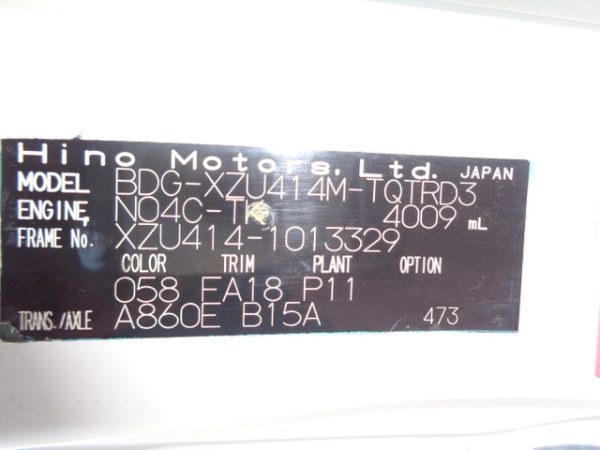 Hino Motors, Ltd. JAPAN
MODEL BDG-XZU414M-TQTRD3
ENGINE, N04C-TK 4009 mL
FRAME No. XZU414-1013329
COLOR TRIM PLANT OPTION
058 FA18 P11
TRANS./AXLE A860E B15A 473